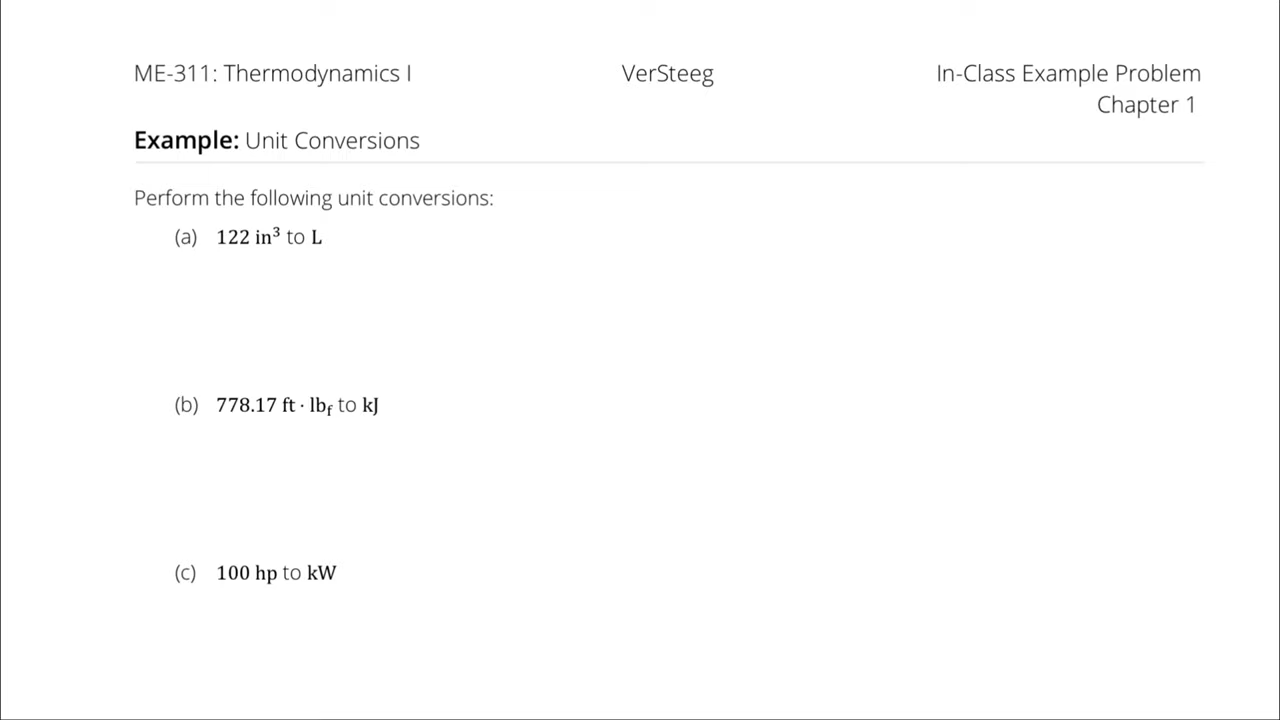 ME-311: Thermodynamics I VerSteeg In-Class Example Problem
Chapter 1
Example: Unit Conversions
Perform the following unit conversions:
(a) 122 in³ to L
(b) 778.17 ft · lb_f to kJ
(c) 100 hp to kW